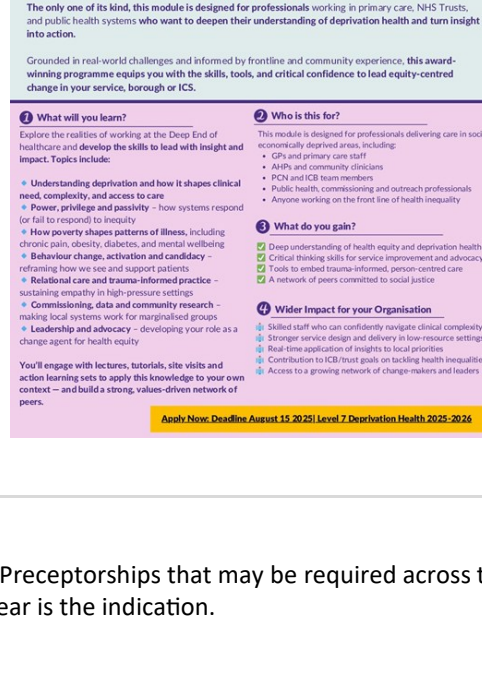 The only one of its kind, this module is designed for professionals working in primary care, NHS Trusts,
and public health systems who want to deepen their understanding of deprivation health and turn insight
into action.
Grounded in real-world challenges and informed by frontline and community experience, this award-
winning programme equips you with the skills, tools, and critical confidence to lead equity-centred
change in your service, borough or ICS.
1 What will you learn?
Explore the realities of working at the Deep End of
healthcare and develop the skills to lead with insight and
impact. Topics include:
Understanding deprivation and how it shapes clinical
need, complexity, and access to care
Power, privilege and passivity – how systems respond
(or fail to respond) to inequity
How poverty shapes patterns of illness, including
chronic pain, obesity, diabetes, and mental wellbeing
Behaviour change, activation and candidacy –
reframing how we see and support patients
Relational care and trauma-informed practice –
sustaining empathy in high-pressure settings
Commissioning, data and community research –
making local systems work for marginalised groups
Leadership and advocacy – developing your role as a
change agent for health equity
You'll engage with lectures, tutorials, site visits and
action learning sets to apply this knowledge to your own
context — and build a strong, values-driven network of
peers.
2 Who is this for?
This module is designed for professionals delivering care in soci
economically deprived areas, including:
• GPs and primary care staff
• AHPs and community clinicians
• PCN and ICB team members
• Public health, commissioning and outreach professionals
• Anyone working on the front line of health inequality
3 What do you gain?
Deep understanding of health equity and deprivation health
Critical thinking skills for service improvement and advocacy
Tools to embed trauma-informed, person-centred care
A network of peers committed to social justice
4 Wider Impact for your Organisation
Skilled staff who can confidently navigate clinical complexity
Stronger service design and delivery in low-resource settings
Real-time application of insights to local priorities
Contribution to ICB/trust goals on tackling health inequalitie
Access to a growing network of change-makers and leaders
Apply Now: Deadline August 15 2025| Level 7 Deprivation Health 2025-2026
Preceptorships that may be required across t
ear is the indication.